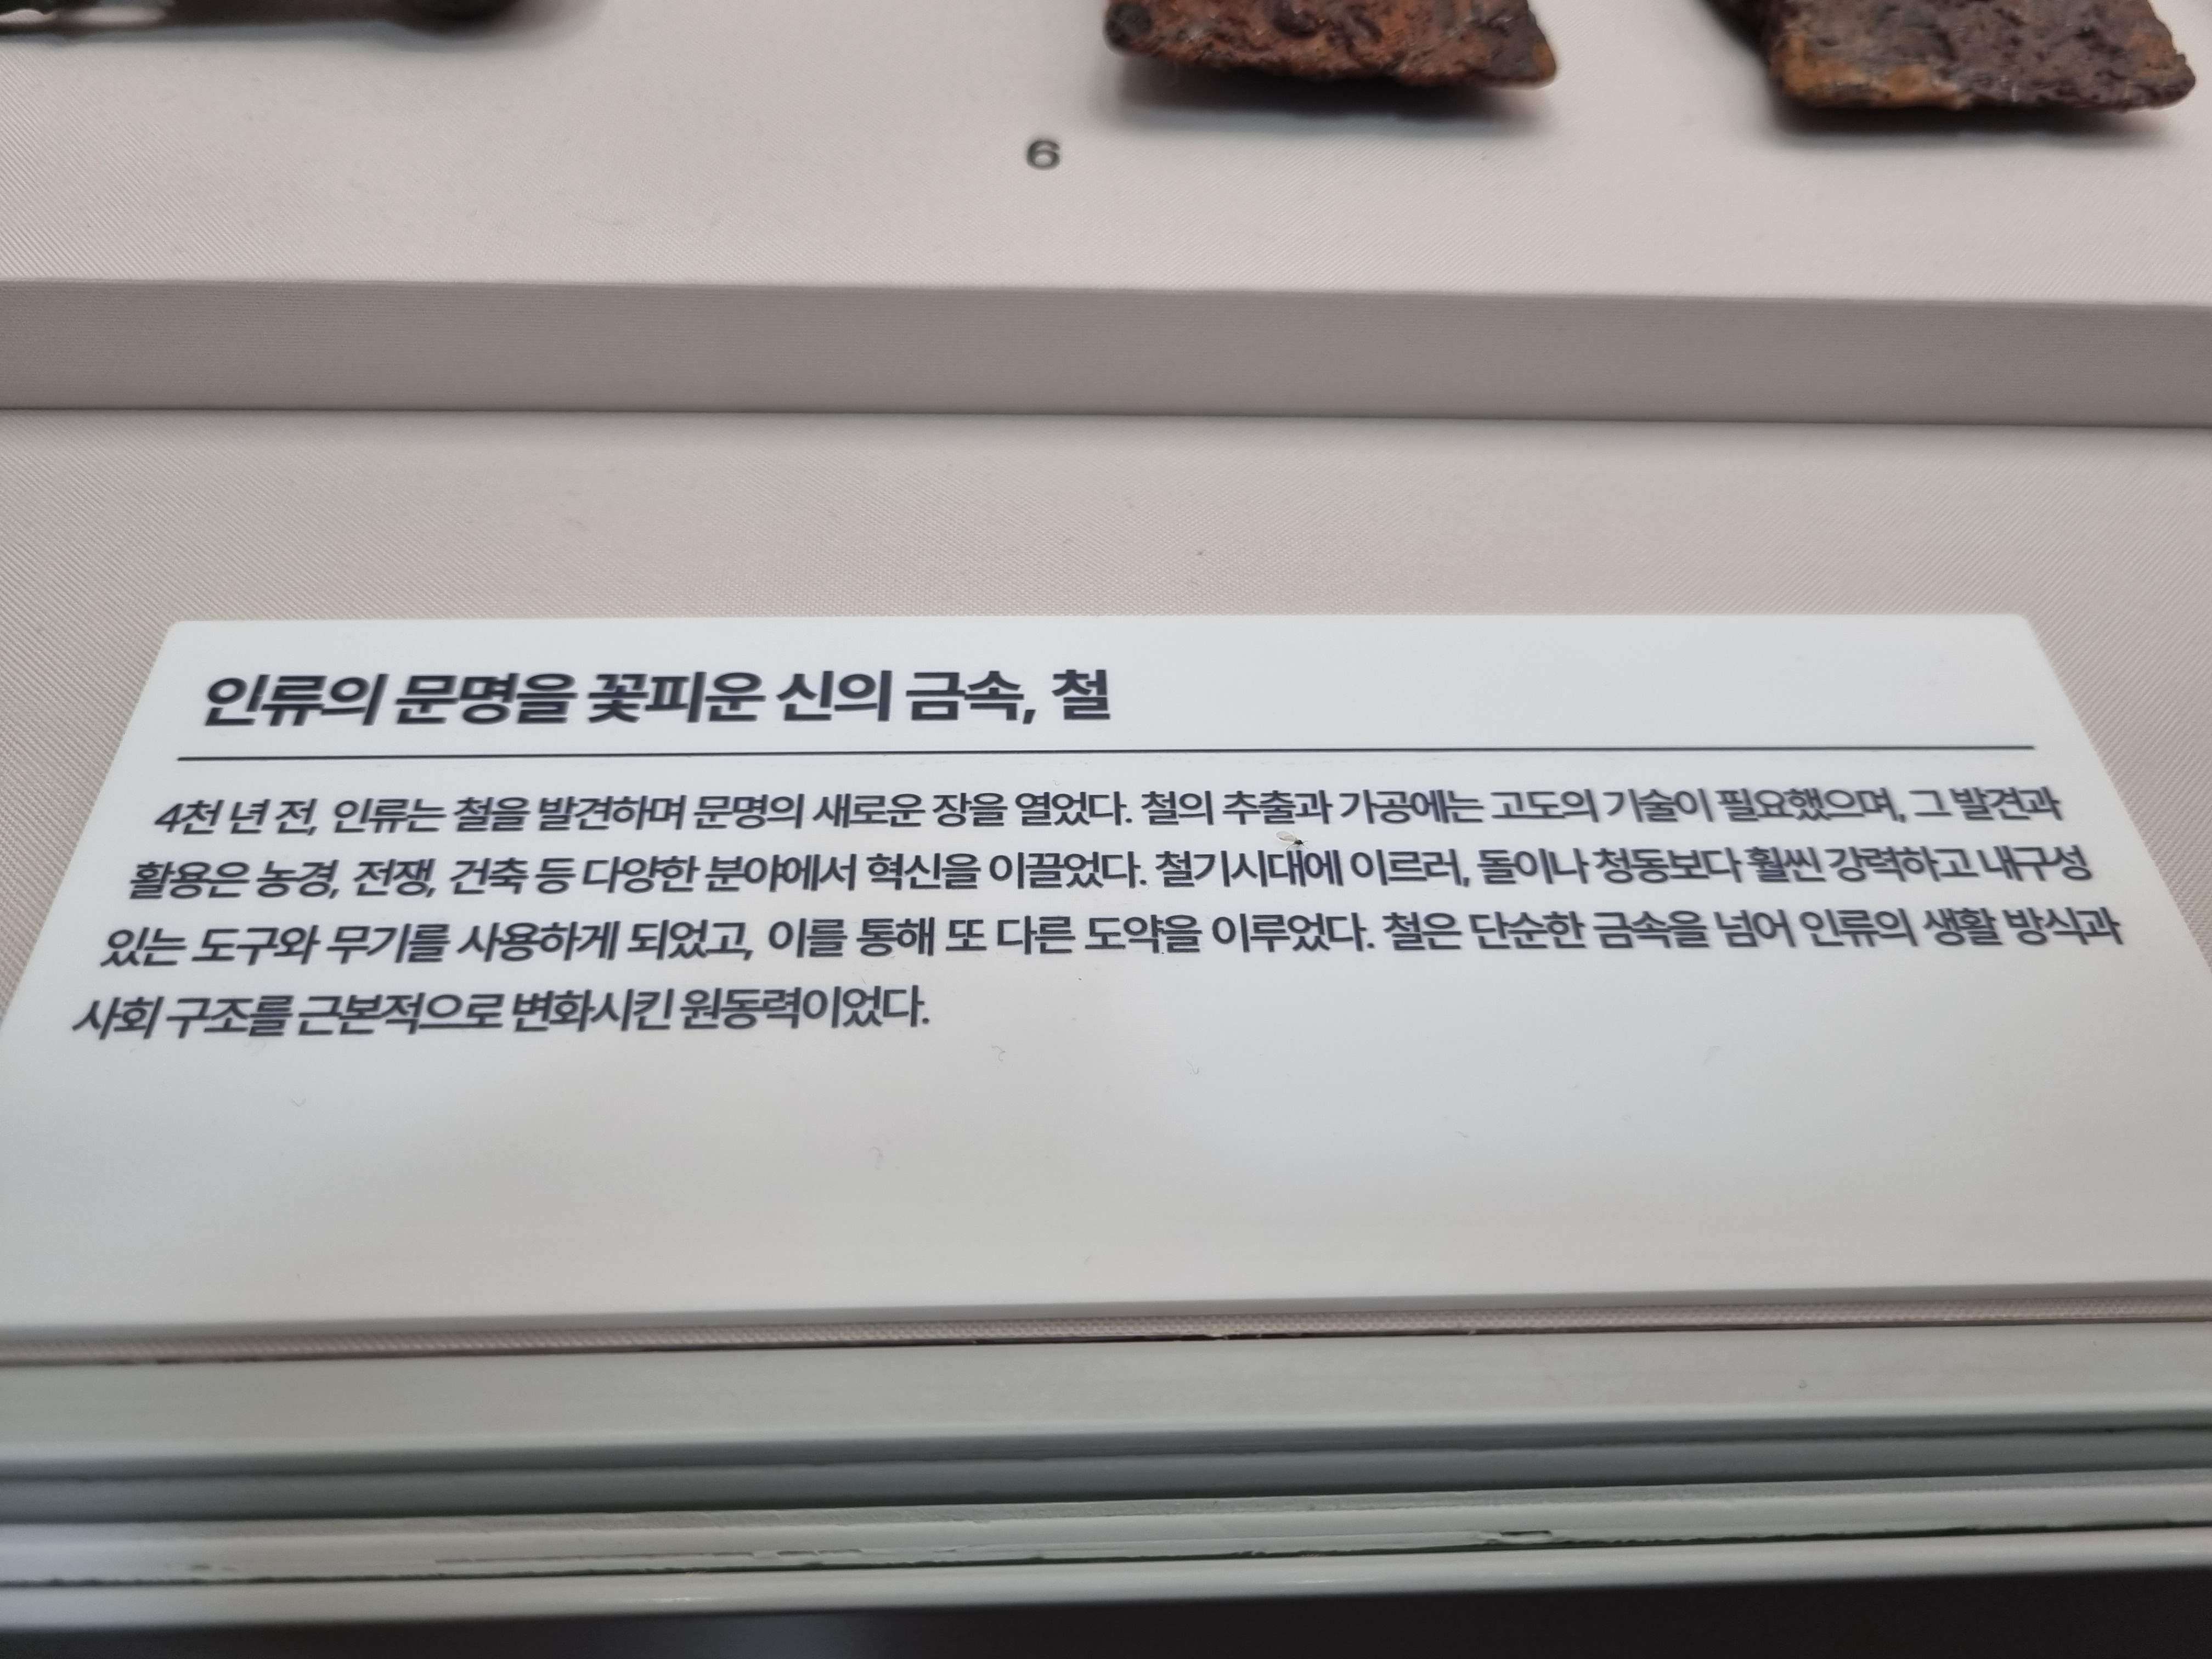 6
인류의 문명을 꽃피운 신의 금속, 철
4천 년 전, 인류는 철을 발견하며 문명의 새로운 장을 열었다. 철의 추출과 가공에는 고도의 기술이 필요했으며, 그 발견과
활용은 농경, 전쟁, 건축 등 다양한 분야에서 혁신을 이끌었다. 철기시대에 이르러, 돌이나 청동보다 훨씬 강력하고 내구성
있는 도구와 무기를 사용하게 되었고, 이를 통해 또 다른 도약을 이루었다. 철은 단순한 금속을 넘어 인류의 생활 방식과
사회 구조를 근본적으로 변화시킨 원동력이었다.